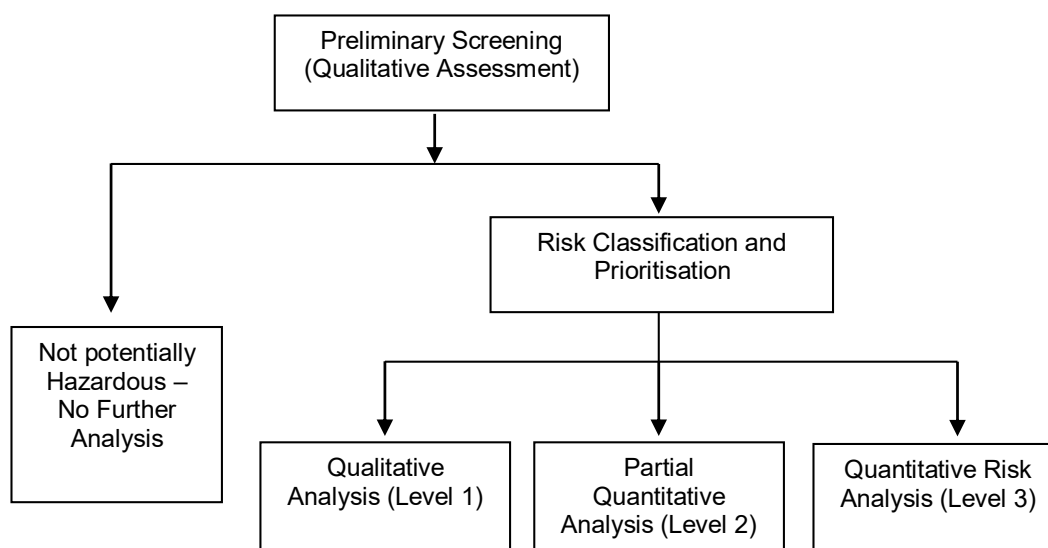 Preliminary Screening
(Qualitative Assessment)
Risk Classification and
Prioritisation
Not potentially
Hazardous –
No Further
Analysis
Qualitative
Analysis (Level 1)
Partial
Quantitative
Analysis (Level 2)
Quantitative Risk
Analysis (Level 3)